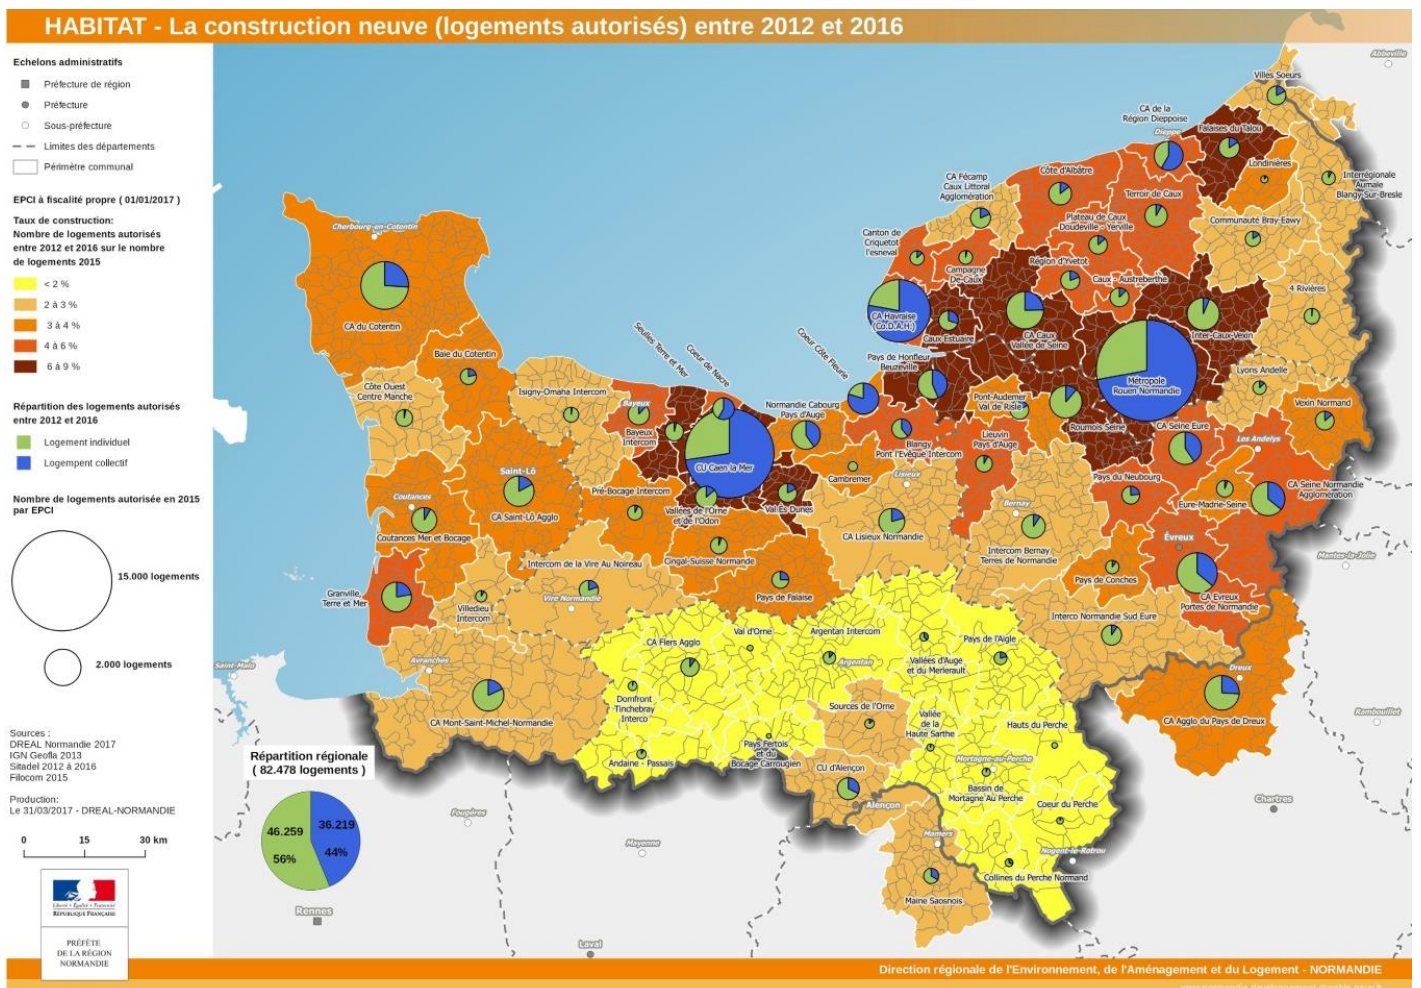 HABITAT - La construction neuve (logements autorisés) entre 2012 et 2016
Echelons administratifs
Préfecture de région
Préfecture
Sous-préfecture
Limites des départements
Périmètre communal
EPCI à fiscalité propre ( 01/01/2017 )
Taux de construction:
Nombre de logements autorisés
entre 2012 et 2016 sur le nombre
de logements 2015
< 2 %
2 à 3 %
3 à 4 %
4 à 6 %
6 à 9 %
Répartition des logements autorisés
entre 2012 et 2016
Logement individuel
Logempent collectif
Nombre de logements autorisée en 2015
par EPCI
15.000 logements
2.000 logements
Sources :
DREAL Normandie 2017
IGN Geofla 2013
Sitadel 2012 à 2016
Filocom 2015
Production:
Le 31/03/2017 - DREAL-NORMANDIE
0 15 30 km
Liberté • Égalité • Fraternité
RÉPUBLIQUE FRANÇAISE
PRÉFÈTE
DE LA RÉGION
NORMANDIE
Répartition régionale
( 82.478 logements )
46.259
56%
36.219
44%
Abbeville
Villes Soeurs
CA de la
Région Dieppoise
Dieppe
Falaises du Talou
Londinières
Interrégionale
Aumale
Blangy-Sur-Bresle
CA Fécamp
Caux Littoral
Agglomération
Côte d'Albâtre
Terroir de Caux
Plateau de Caux
Doudeville - Yerville
Communauté Bray-Eawy
Canton de
Criquetot
l'esneval
Campagne
De-Caux
Région d'Yvetot
Caux - Austreberthe
4 Rivières
Cherbourg-en-Cotentin
CA du Cotentin
CA Havraise
(Co.D.A.H.)
Caux Estuaire
CA Caux
Vallée de Seine
Inter-Caux-Vexin
Métropole
Rouen Normandie
Lyons Andelle
Baie du Cotentin
Seulles Terre et Mer
Coeur de Nacre
Coeur Côte Fleurie
Pays de Honfleur
Beuzeville
Côte Ouest
Centre Manche
Isigny-Omaha Intercom
Bayeux
Bayeux
Intercom
Normandie Cabourg
Pays d'Auge
Pont-Audemer
Val de Risle
Roumois Seine
Vexin Normand
CA Seine Eure
Les Andelys
Blangy
Pont l'Evêque Intercom
Lieuvin
Pays d'Auge
CU Caen la Mer
Cambremer
Lisieux
Saint-Lô
CA Saint-Lô Agglo
Pré-Bocage Intercom
Vallées de l'Orne
et de l'Odon
Val Es Dunes
Pays du Neubourg
Eure-Madrie-Seine
CA Seine Normandie
Agglomération
Coutances
Coutances Mer et Bocage
CA Lisieux Normandie
Bernay
Intercom Bernay
Terres de Normandie
Évreux
Mantes-la-Jolie
Cingal-Suisse Normande
Intercom de la Vire Au Noireau
Pays de Falaise
Pays de Conches
CA Evreux
Portes de Normandie
Granville,
Terre et Mer
Villedieu
Intercom
Vire Normandie
Interco Normandie Sud Eure
CA Flers Agglo
Val d'Orne
Argentan Intercom
Argentan
Vallées d'Auge
et du Merlerault
Pays de l'Aigle
Saint-Malo
Avranches
CA Mont-Saint-Michel-Normandie
Domfront
Tinchebray
Interco
Sources de l'Orne
Vallée
de la
Haute Sarthe
Hauts du Perche
Dreux
CA Agglo du Pays de Dreux
Rambouillet
Andaine - Passais
Pays Fertois
et du
Bocage Carrougien
CU d'Alençon
Alençon
Mortagne-au-Perche
Bassin de
Mortagne Au Perche
Coeur du Perche
Chartres
Fougères
Mayenne
Mamers
Maine Saosnois
Nogent-le-Rotrou
Collines du Perche Normand
Rennes
Laval
Direction régionale de l'Environnement, de l'Aménagement et du Logement - NORMANDIE